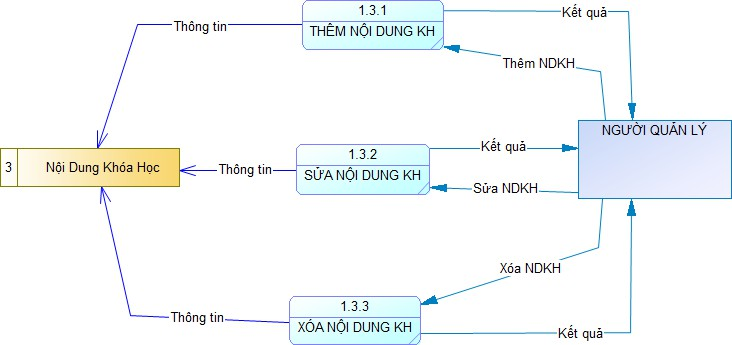 1.3.1
THÊM NỘI DUNG KH
Kết quả
Thông tin
Thêm NDKH
NGƯỜI QUẢN LÝ
3
Nội Dung Khóa Học
Thông tin
1.3.2
SỬA NỘI DUNG KH
Kết quả
Sửa NDKH
Xóa NDKH
1.3.3
XÓA NỘI DUNG KH
Thông tin
Kết quả